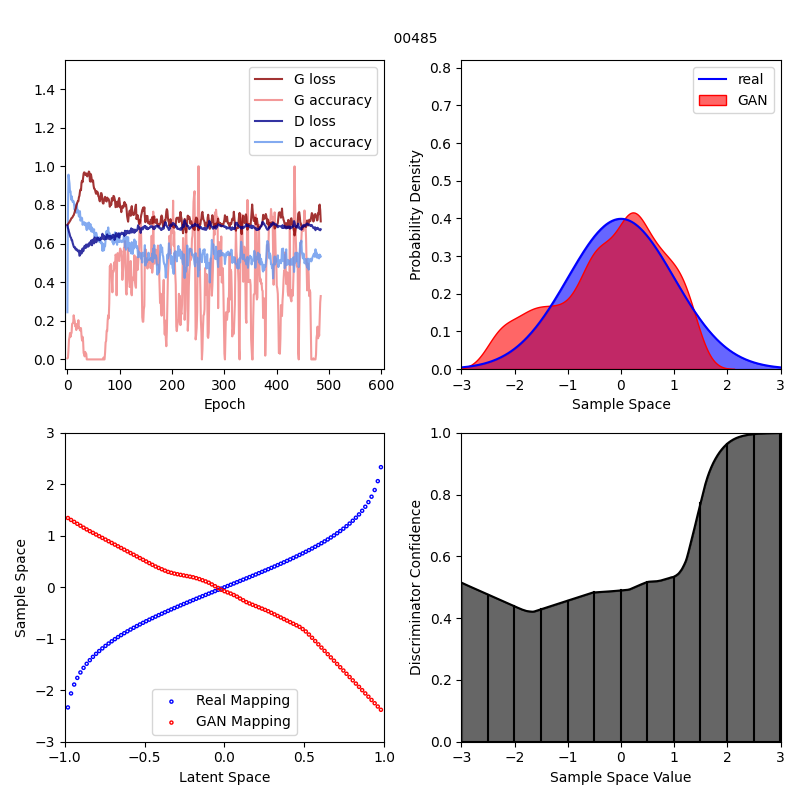 00485
G loss
G accuracy
D loss
D accuracy
1.4
1.2
1.0
0.8
0.6
0.4
0.2
0.0
0 100 200 300 400 500 600
Epoch
real
GAN
Probability Density
0.8
0.7
0.6
0.5
0.4
0.3
0.2
0.1
0.0
−3 −2 −1 0 1 2 3
Sample Space
Sample Space
3
2
1
0
−1
−2
−3
Real Mapping
GAN Mapping
−1.0 −0.5 0.0 0.5 1.0
Latent Space
Discriminator Confidence
1.0
0.8
0.6
0.4
0.2
0.0
−3 −2 −1 0 1 2 3
Sample Space Value